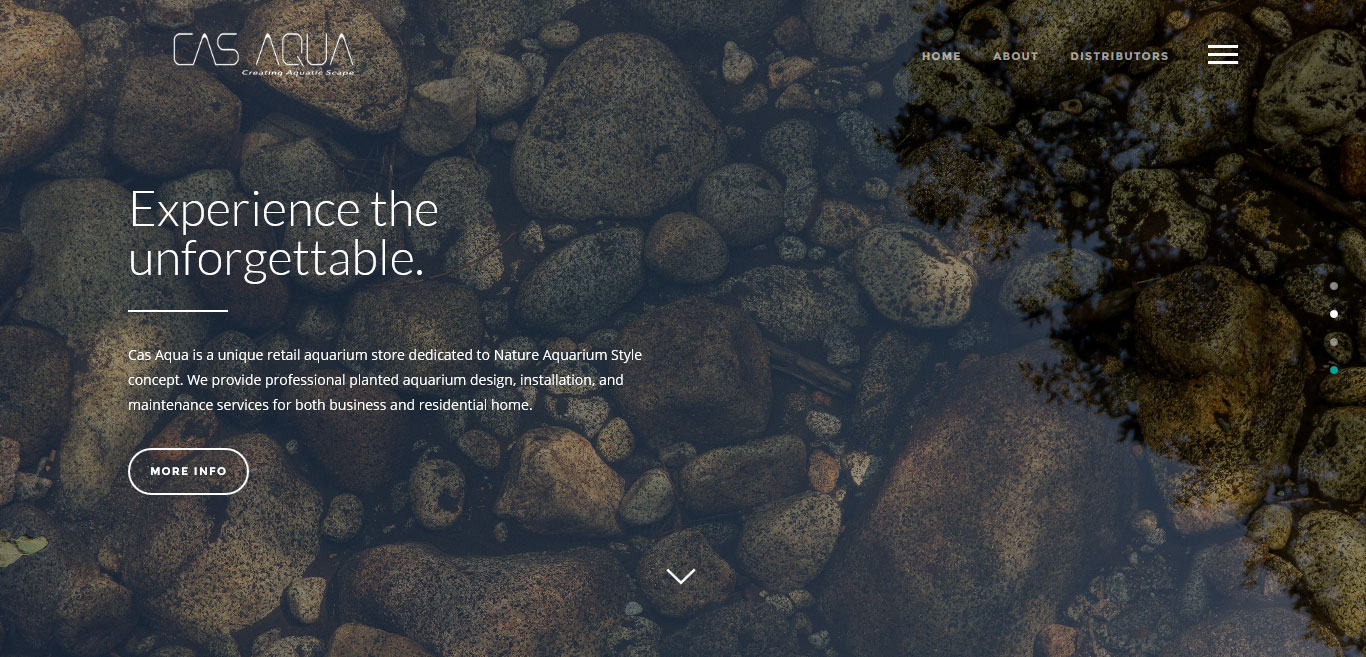 CAS AQUA
Creating Aquatic Scape
HOME ABOUT DISTRIBUTORS
Experience the
unforgettable.
Cas Aqua is a unique retail aquarium store dedicated to Nature Aquarium Style
concept. We provide professional planted aquarium design, installation, and
maintenance services for both business and residential home.
MORE INFO